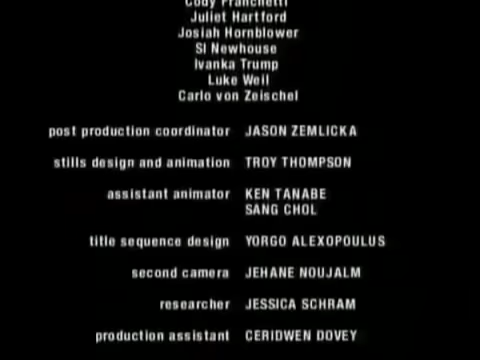 Cody Franchetti
Juliet Hartford
Josiah Hornblower
SI Newhouse
Ivanka Trump
Luke Weil
Carlo von Zeischel
post production coordinator JASON ZEMLICKA
stills design and animation TROY THOMPSON
assistant animator KEN TANABE
SANG CHOL
title sequence design YORGO ALEXOPOULUS
second camera JEHANE NOUJALM
researcher JESSICA SCHRAM
production assistant CERIDWEN DOVEY